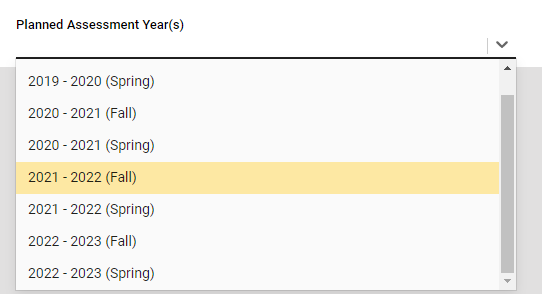 Planned Assessment Year(s)
2019 - 2020 (Spring)
2020 - 2021 (Fall)
2020 - 2021 (Spring)
2021 - 2022 (Fall)
2021 - 2022 (Spring)
2022 - 2023 (Fall)
2022 - 2023 (Spring)